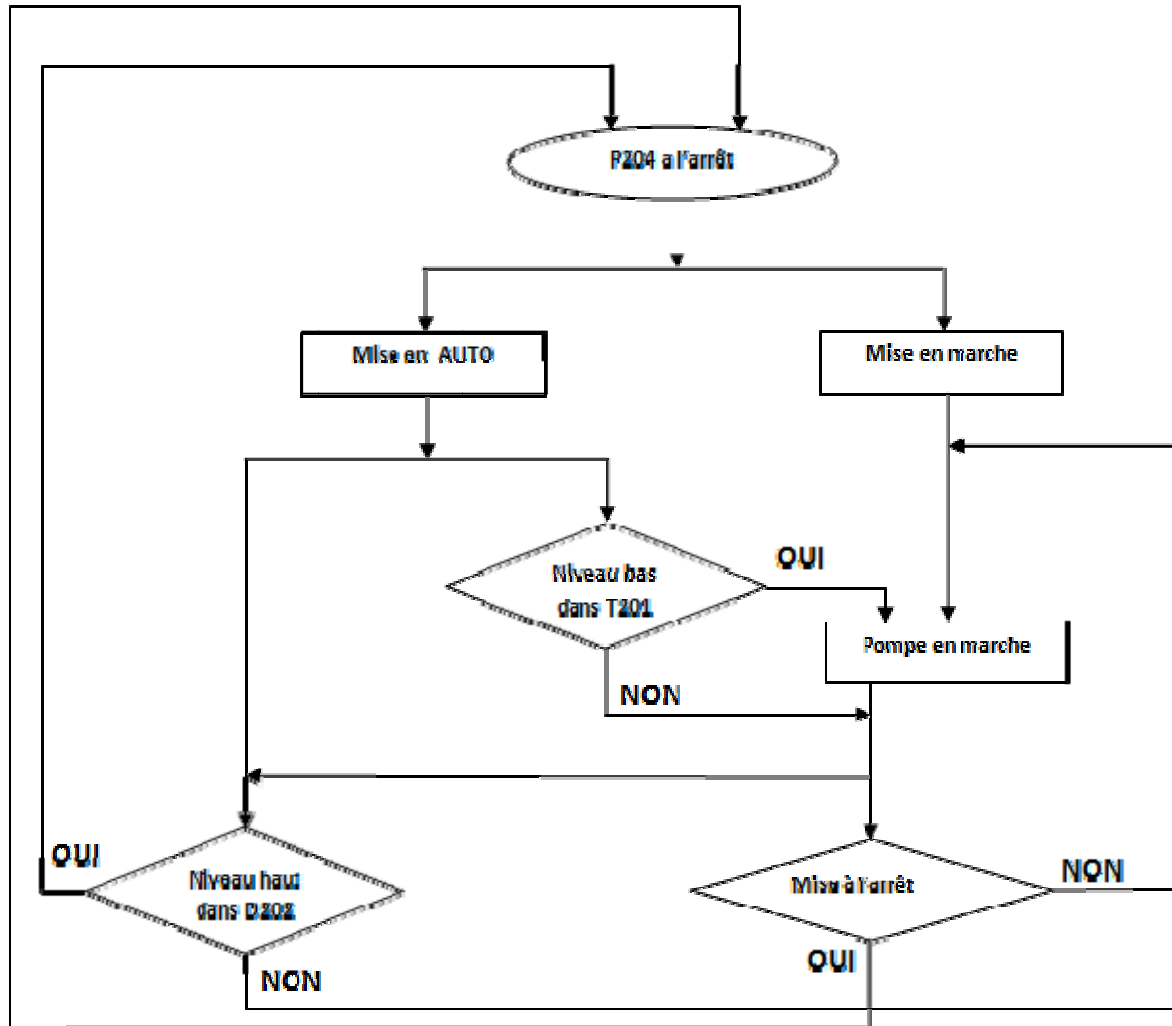 P204 a l'arrêt
Mise en AUTO
Mise en marche
Niveau bas
dans T201
OUI
Pompe en marche
NON
OUI
Niveau haut
dans D202
NON
Mise à l'arrêt
NON
OUI